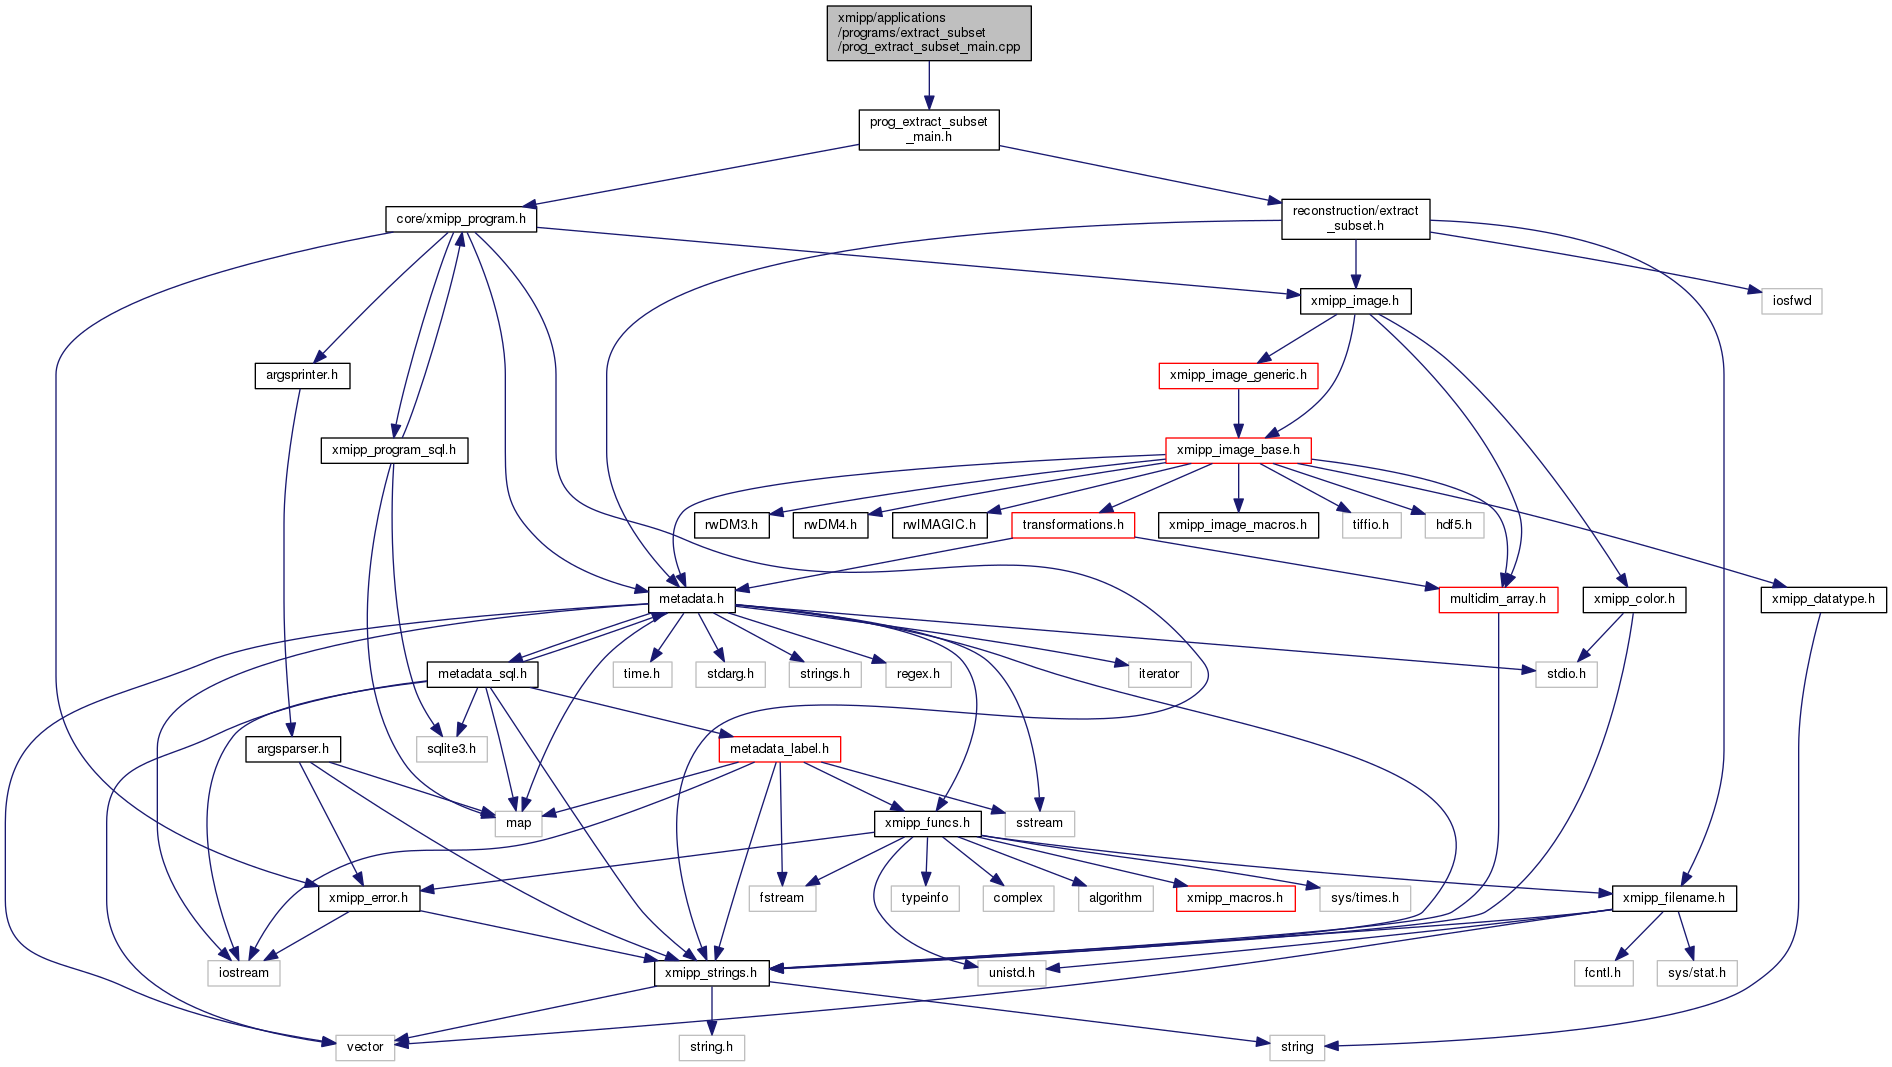 xmipp/applications
/programs/extract_subset
/prog_extract_subset_main.cpp
prog_extract_subset
_main.h
core/xmipp_program.h
reconstruction/extract
_subset.h
xmipp_image.h
iosfwd
argsprinter.h
xmipp_image_generic.h
xmipp_program_sql.h
xmipp_image_base.h
rwDM3.h
rwDM4.h
rwIMAGIC.h
transformations.h
xmipp_image_macros.h
tiffio.h
hdf5.h
metadata.h
multidim_array.h
xmipp_color.h
xmipp_datatype.h
metadata_sql.h
time.h
stdarg.h
strings.h
regex.h
iterator
stdio.h
argsparser.h
sqlite3.h
metadata_label.h
map
xmipp_funcs.h
sstream
xmipp_error.h
fstream
typeinfo
complex
algorithm
xmipp_macros.h
sys/times.h
xmipp_filename.h
iostream
xmipp_strings.h
unistd.h
fcntl.h
sys/stat.h
vector
string.h
string